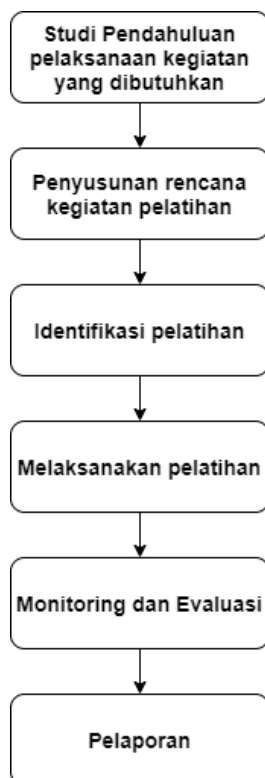 Studi Pendahuluan
pelaksanaan kegiatan
yang dibutuhkan
Penyusunan rencana
kegiatan pelatihan
Identifikasi pelatihan
Melaksanakan pelatihan
Monitoring dan Evaluasi
Pelaporan